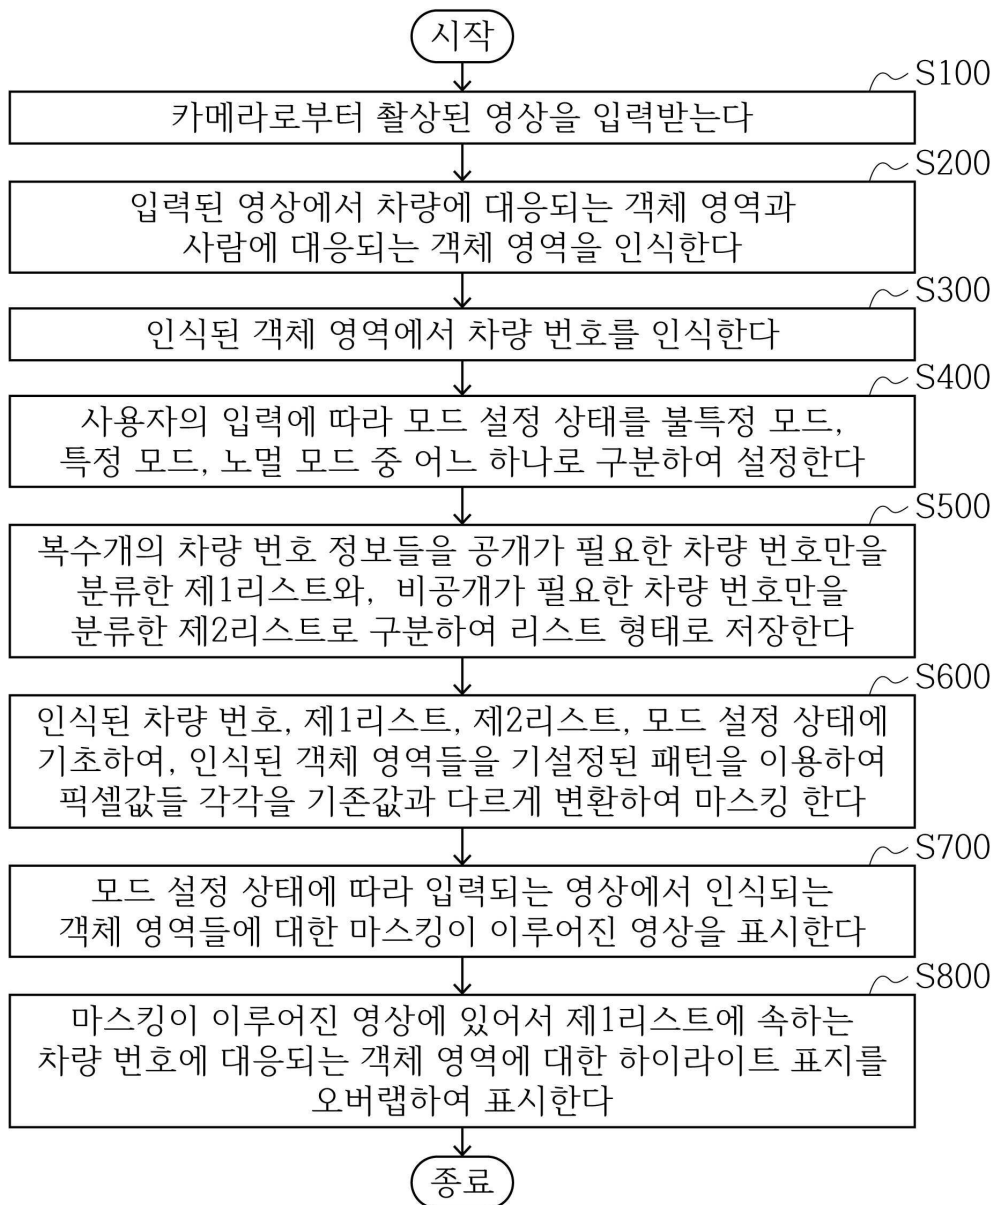 시작
S100
카메라로부터 촬상된 영상을 입력받는다
S200
입력된 영상에서 차량에 대응되는 객체 영역과
사람에 대응되는 객체 영역을 인식한다
S300
인식된 객체 영역에서 차량 번호를 인식한다
S400
사용자의 입력에 따라 모드 설정 상태를 불특정 모드,
특정 모드, 노멀 모드 중 어느 하나로 구분하여 설정한다
S500
복수개의 차량 번호 정보들을 공개가 필요한 차량 번호만을
분류한 제1리스트와, 비공개가 필요한 차량 번호만을
분류한 제2리스트로 구분하여 리스트 형태로 저장한다
S600
인식된 차량 번호, 제1리스트, 제2리스트, 모드 설정 상태에
기초하여, 인식된 객체 영역들을 기설정된 패턴을 이용하여
픽셀값들 각각을 기존값과 다르게 변환하여 마스킹 한다
S700
모드 설정 상태에 따라 입력되는 영상에서 인식되는
객체 영역들에 대한 마스킹이 이루어진 영상을 표시한다
S800
마스킹이 이루어진 영상에 있어서 제1리스트에 속하는
차량 번호에 대응되는 객체 영역에 대한 하이라이트 표지를
오버랩하여 표시한다
종료